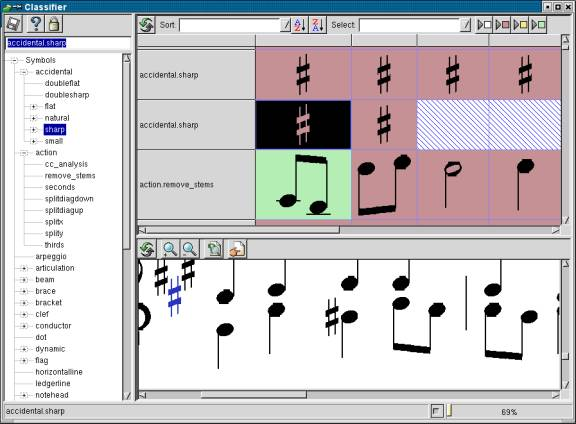 Classifier
Sort:
Select:
accidental.sharp
Symbols
accidental
doubleflat
doublesharp
flat
natural
sharp
small
action
cc_analysis
remove_stems
seconds
splitdiagdown
splitdiagup
splitx
splity
thirds
arpeggio
articulation
beam
brace
bracket
clef
conductor
dot
dynamic
flag
horizontalline
ledgerline
notehead
accidental.sharp
accidental.sharp
action.remove_stems
accidental.sharp
69%